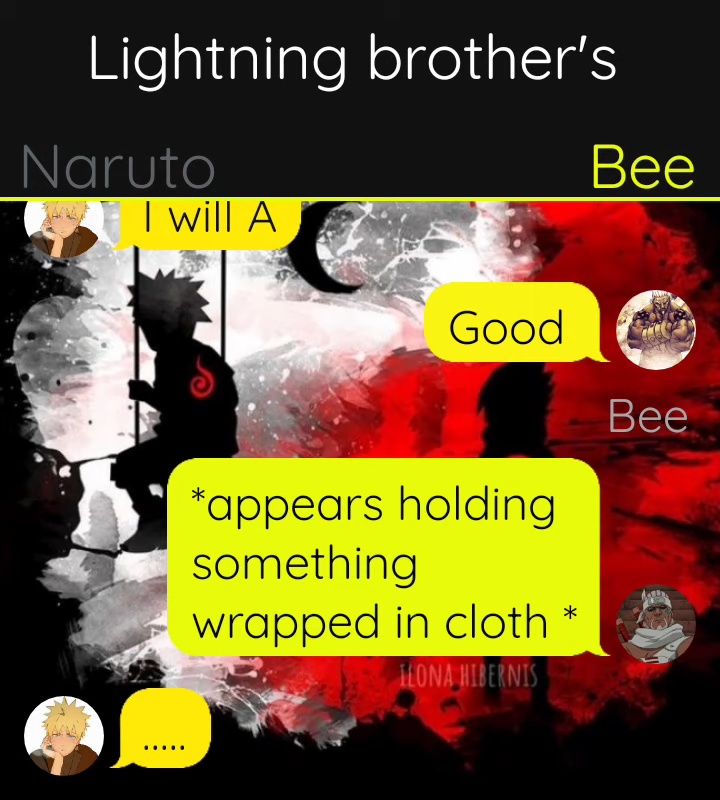 Lightning brother's
Naruto
Bee
I will A
Good
Bee
*appears holding
something
wrapped in cloth *
ILONA HIBERNIS
.....